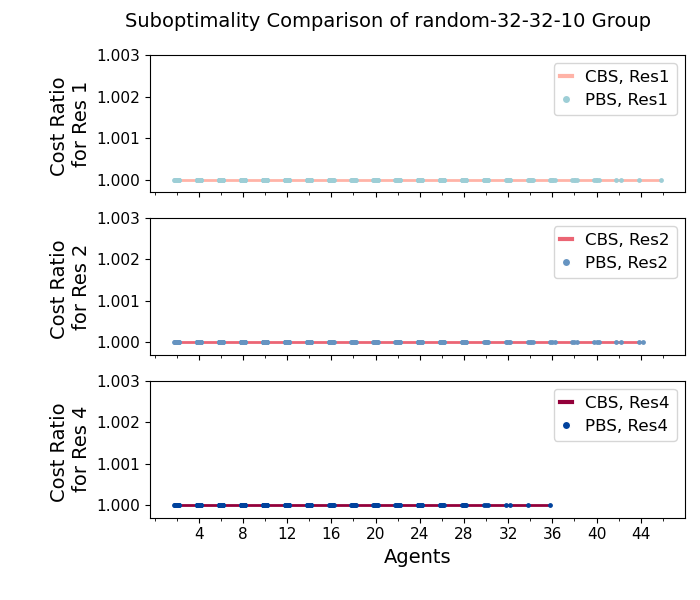 Suboptimality Comparison of random-32-32-10 Group
Cost Ratio
for Res 1
1.003
1.002
1.001
1.000
CBS, Res1
PBS, Res1
Cost Ratio
for Res 2
1.003
1.002
1.001
1.000
CBS, Res2
PBS, Res2
Cost Ratio
for Res 4
1.003
1.002
1.001
1.000
CBS, Res4
PBS, Res4
4 8 12 16 20 24 28 32 36 40 44
Agents